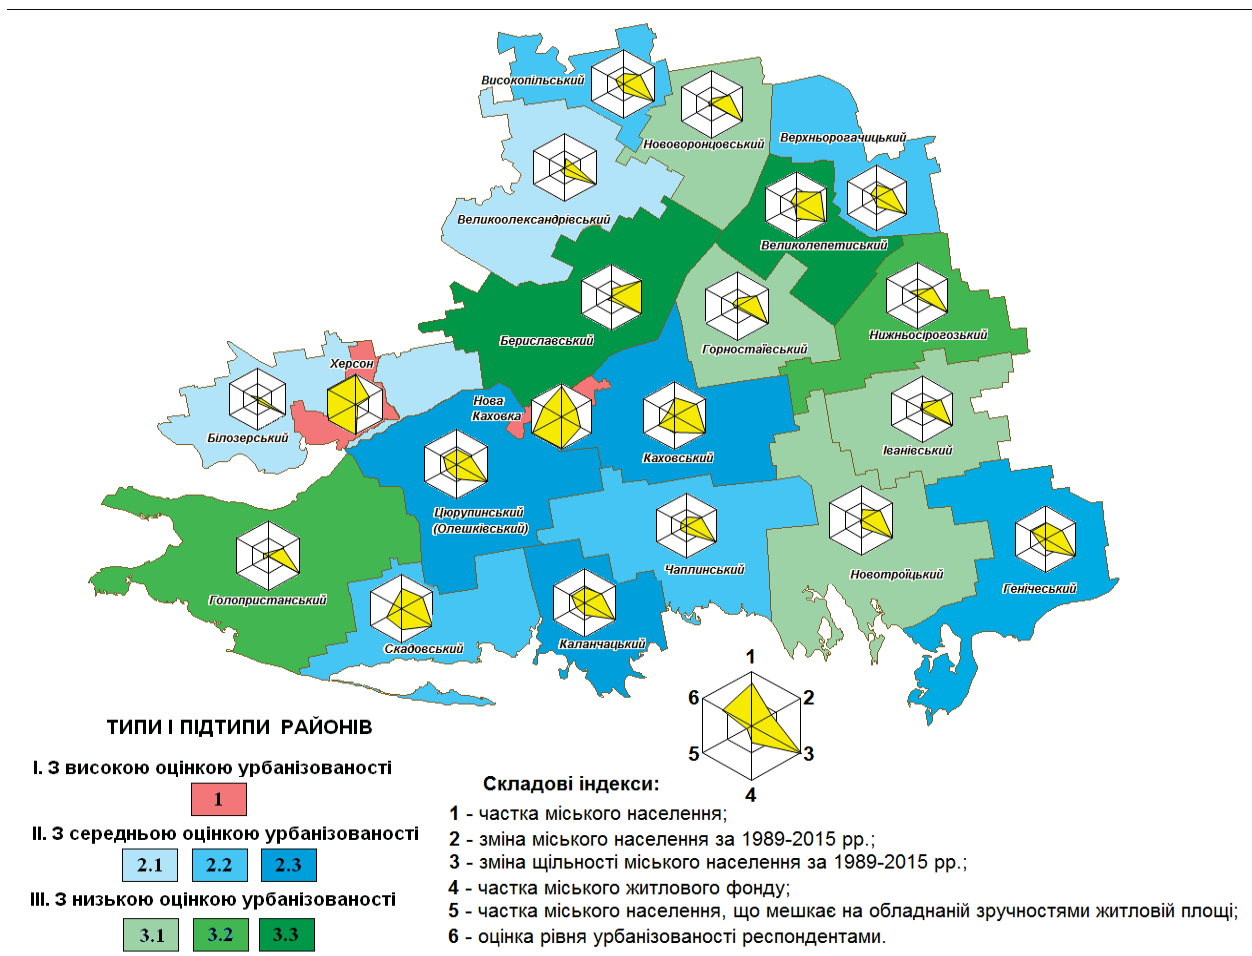 Високопільський
Нововоронцовський
Верхньорогачицький
Великоолександрівський
Великолепетиський
Бериславський
Горностаївський
Нижньосірогозький
Херсон
Нова
Каховка
Білозерський
Каховський
Іванівський
Цюрупинський
(Олешківський)
Чаплинський
Новотроїцький
Генічеський
Голопристанський
Скадовський
Каланчацький
1
6 2
5 3
4
ТИПИ І ПІДТИПИ РАЙОНІВ
І. З високою оцінкою урбанізованості
1
ІІ. З середньою оцінкою урбанізованості
2.1 2.2 2.3
ІІІ. З низькою оцінкою урбанізованості
3.1 3.2 3.3
Складові індекси:
1 - частка міського населення;
2 - зміна міського населення за 1989-2015 рр.;
3 - зміна щільності міського населення за 1989-2015 рр.;
4 - частка міського житлового фонду;
5 - частка міського населення, що мешкає на обладнаній зручностями житловій площі;
6 - оцінка рівня урбанізованості респондентами.